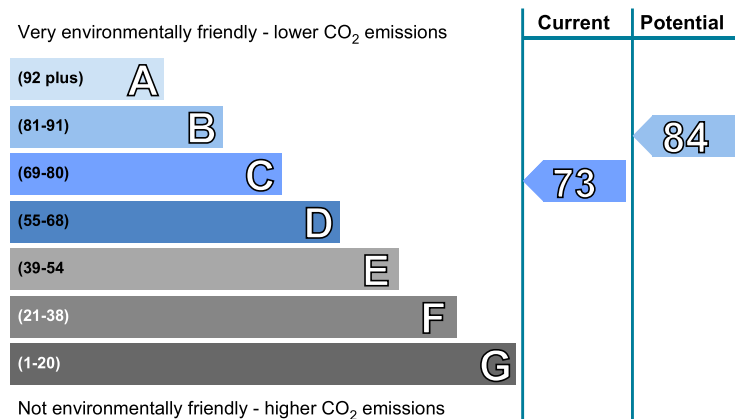 Very environmentally friendly - lower CO2 emissions
Current
Potential
(92 plus) A
(81-91) B
84
(69-80) C
73
(55-68) D
(39-54 E
(21-38) F
(1-20) G
Not environmentally friendly - higher CO2 emissions